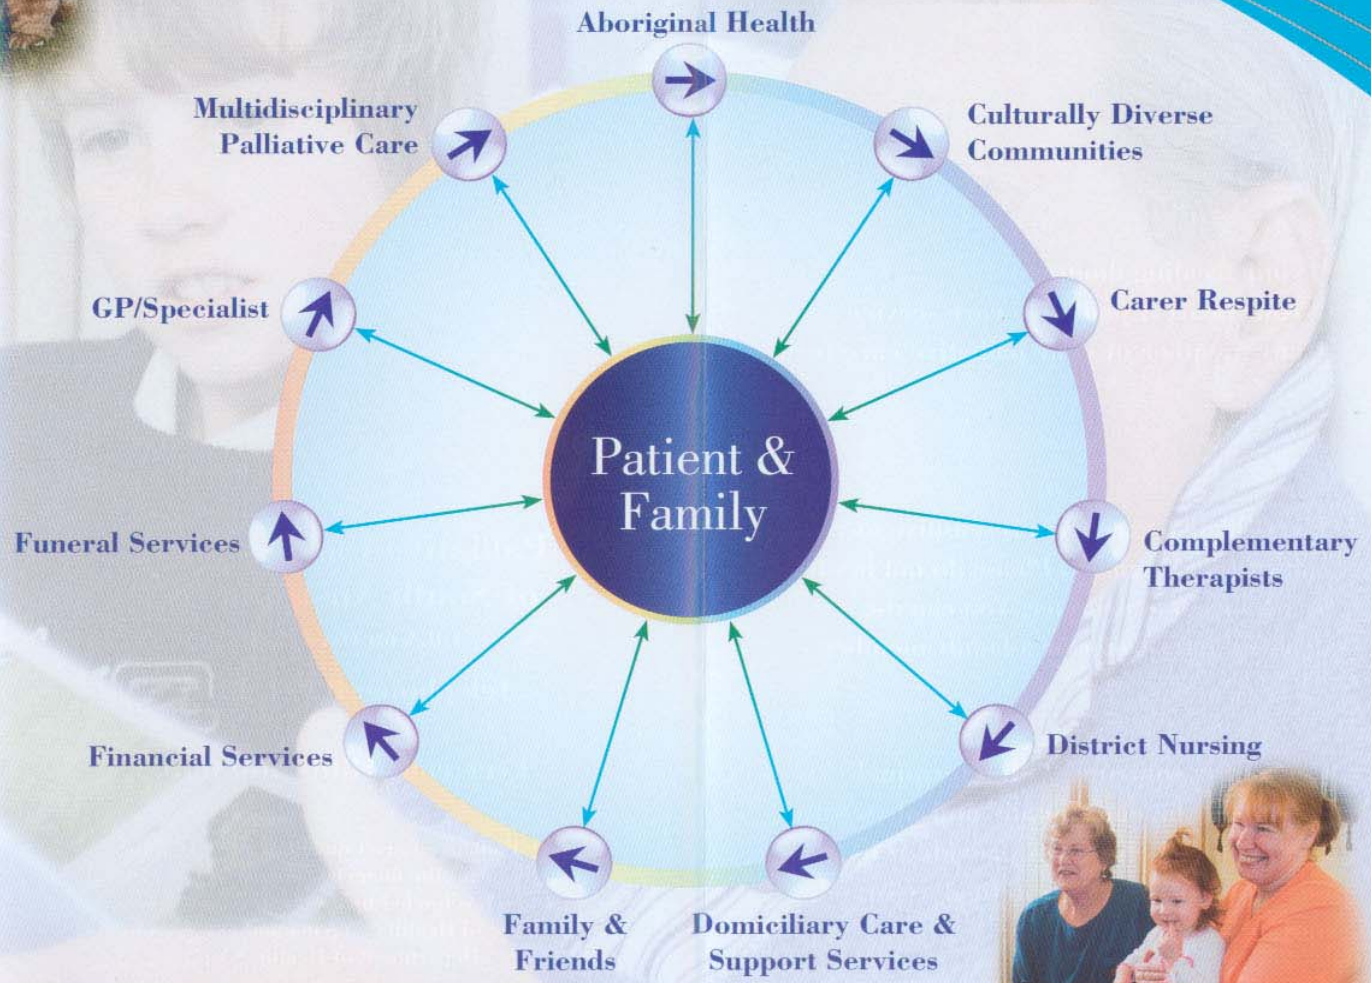 Aboriginal Health
Multidisciplinary
Palliative Care
Culturally Diverse
Communities
GP/Specialist
Carer Respite
Patient &
Family
Funeral Services
Complementary
Therapists
Financial Services
District Nursing
Family &
Friends
Domiciliary Care &
Support Services